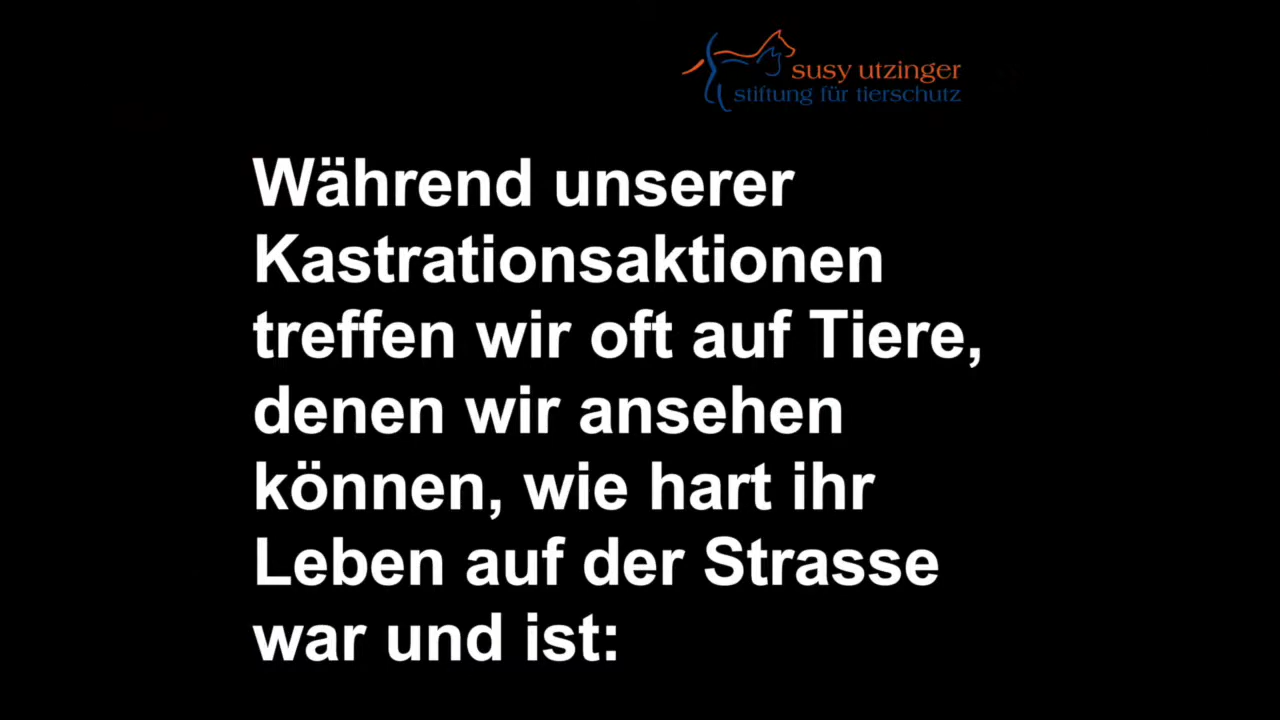 susy utzinger
stiftung für tierschutz
Während unserer
Kastrationsaktionen
treffen wir oft auf Tiere,
denen wir ansehen
können, wie hart ihr
Leben auf der Strasse
war und ist: